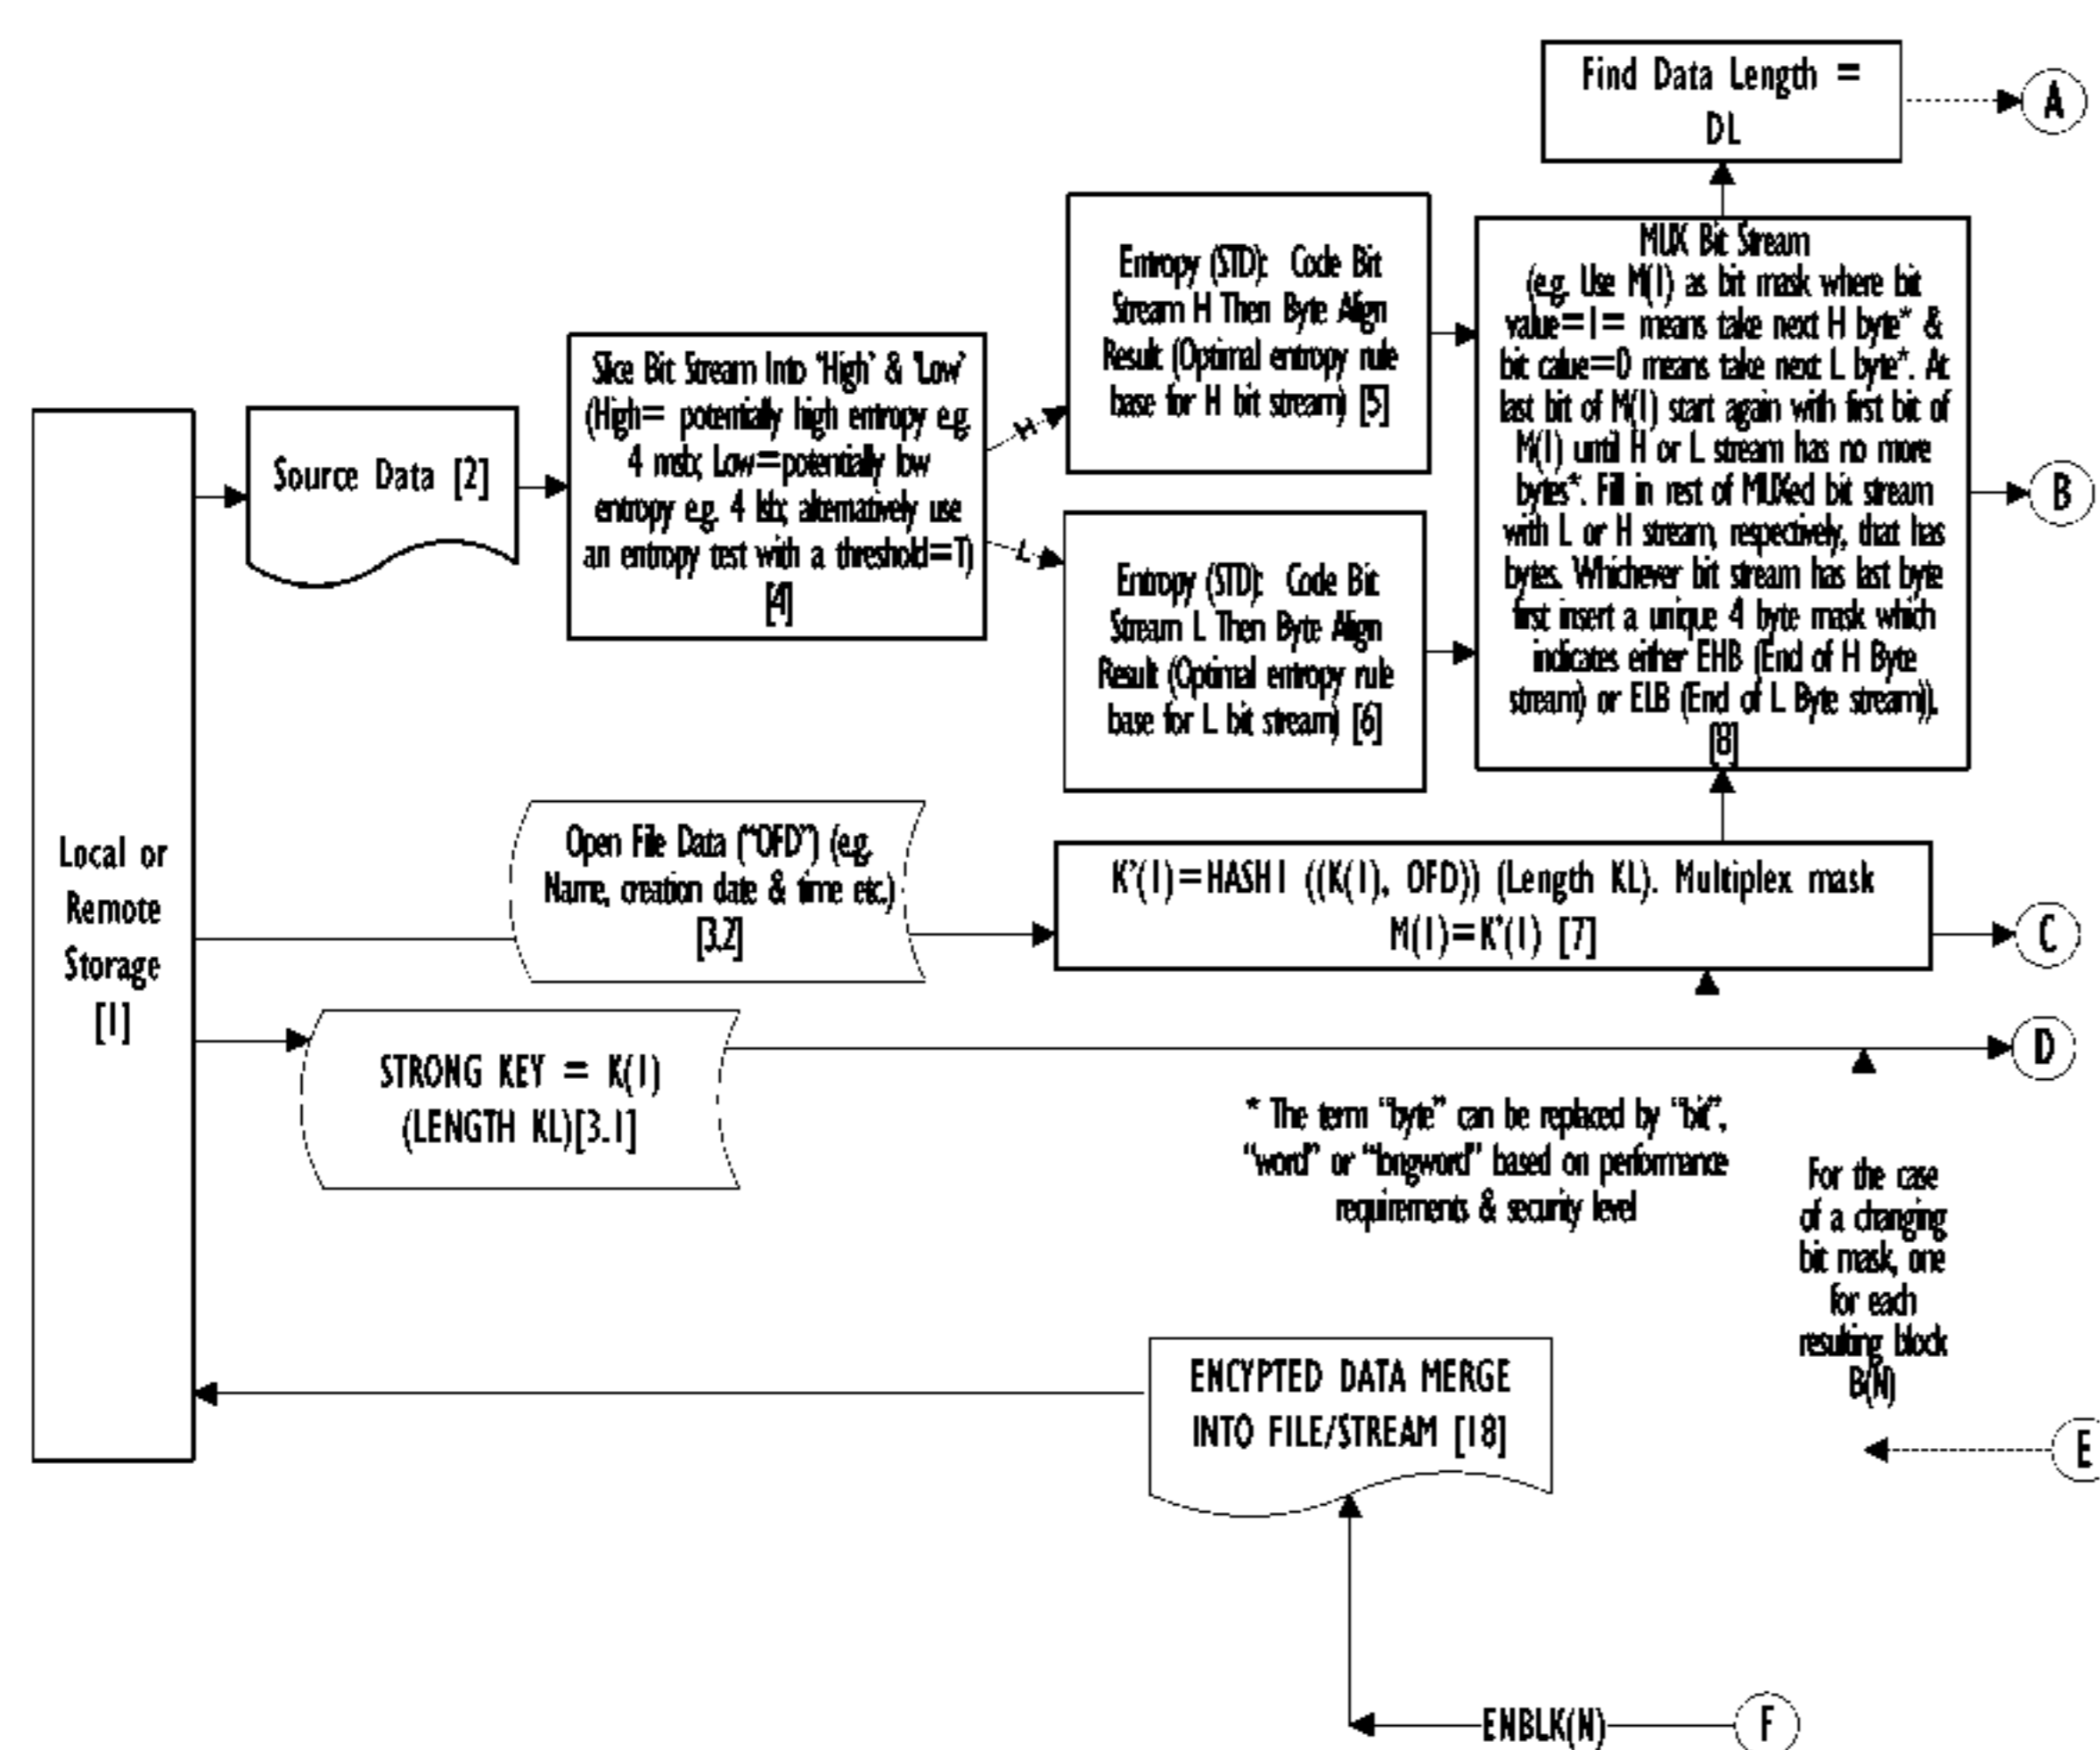 Find Data Length =
DL
A
Entropy (STD): Code Bit
Stream H Then Byte Align
Result (Optimal entropy rule
base for H bit stream) [5]
MUX Bit Stream
(e.g. Use M(1) as bit mask where bit
value=1= means take next H byte* &
bit calue=0 means take next L byte*. At
last bit of M(1) start again with first bit of
M(1) until H or L stream has no more
bytes*. Fill in rest of MUXed bit stream
with L or H stream, respectively, that has
bytes. Whichever bit stream has last byte
first insert a unique 4 byte mask which
indicates either EHB (End of H Byte
stream) or ELB (End of L Byte stream)).
[8]
B
Slice Bit Stream Into 'High' & 'Low'
(High= potentially high entropy e.g.
4 msb; Low=potentially low
entropy e.g. 4 lsb; alternatively use
an entropy test with a threshold=T)
[4]
H
L
Source Data [2]
Entropy (STD): Code Bit
Stream L Then Byte Align
Result (Optimal entropy rule
base for L bit stream) [6]
Local or
Remote
Storage
[1]
Open File Data ("OFD") (e.g.
Name, creation date & time etc.)
[3.2]
K'(1)=HASH1 ((K(1), OFD)) (Length KL). Multiplex mask
M(1)=K'(1) [7]
C
STRONG KEY = K(1)
(LENGTH KL)[3.1]
D
* The term "byte" can be replaced by "bit",
"word" or "longword" based on performance
requirements & security level
For the case
of a changing
bit mask, one
for each
resulting block
B(N)
E
ENCYPTED DATA MERGE
INTO FILE/STREAM [18]
ENBLK(N)
F